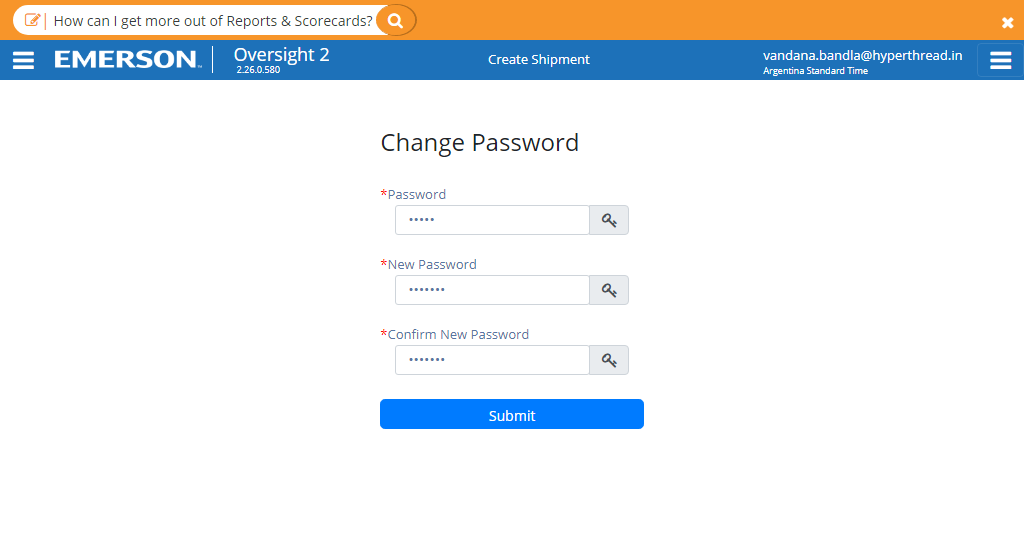 How can I get more out of Reports & Scorecards?
EMERSON™ Oversight 2
2.26.0.580
Create Shipment
vandana.bandla@hyperthread.in
Argentina Standard Time
Change Password
*Password
•••••
*New Password
•••••••
*Confirm New Password
•••••••
Submit